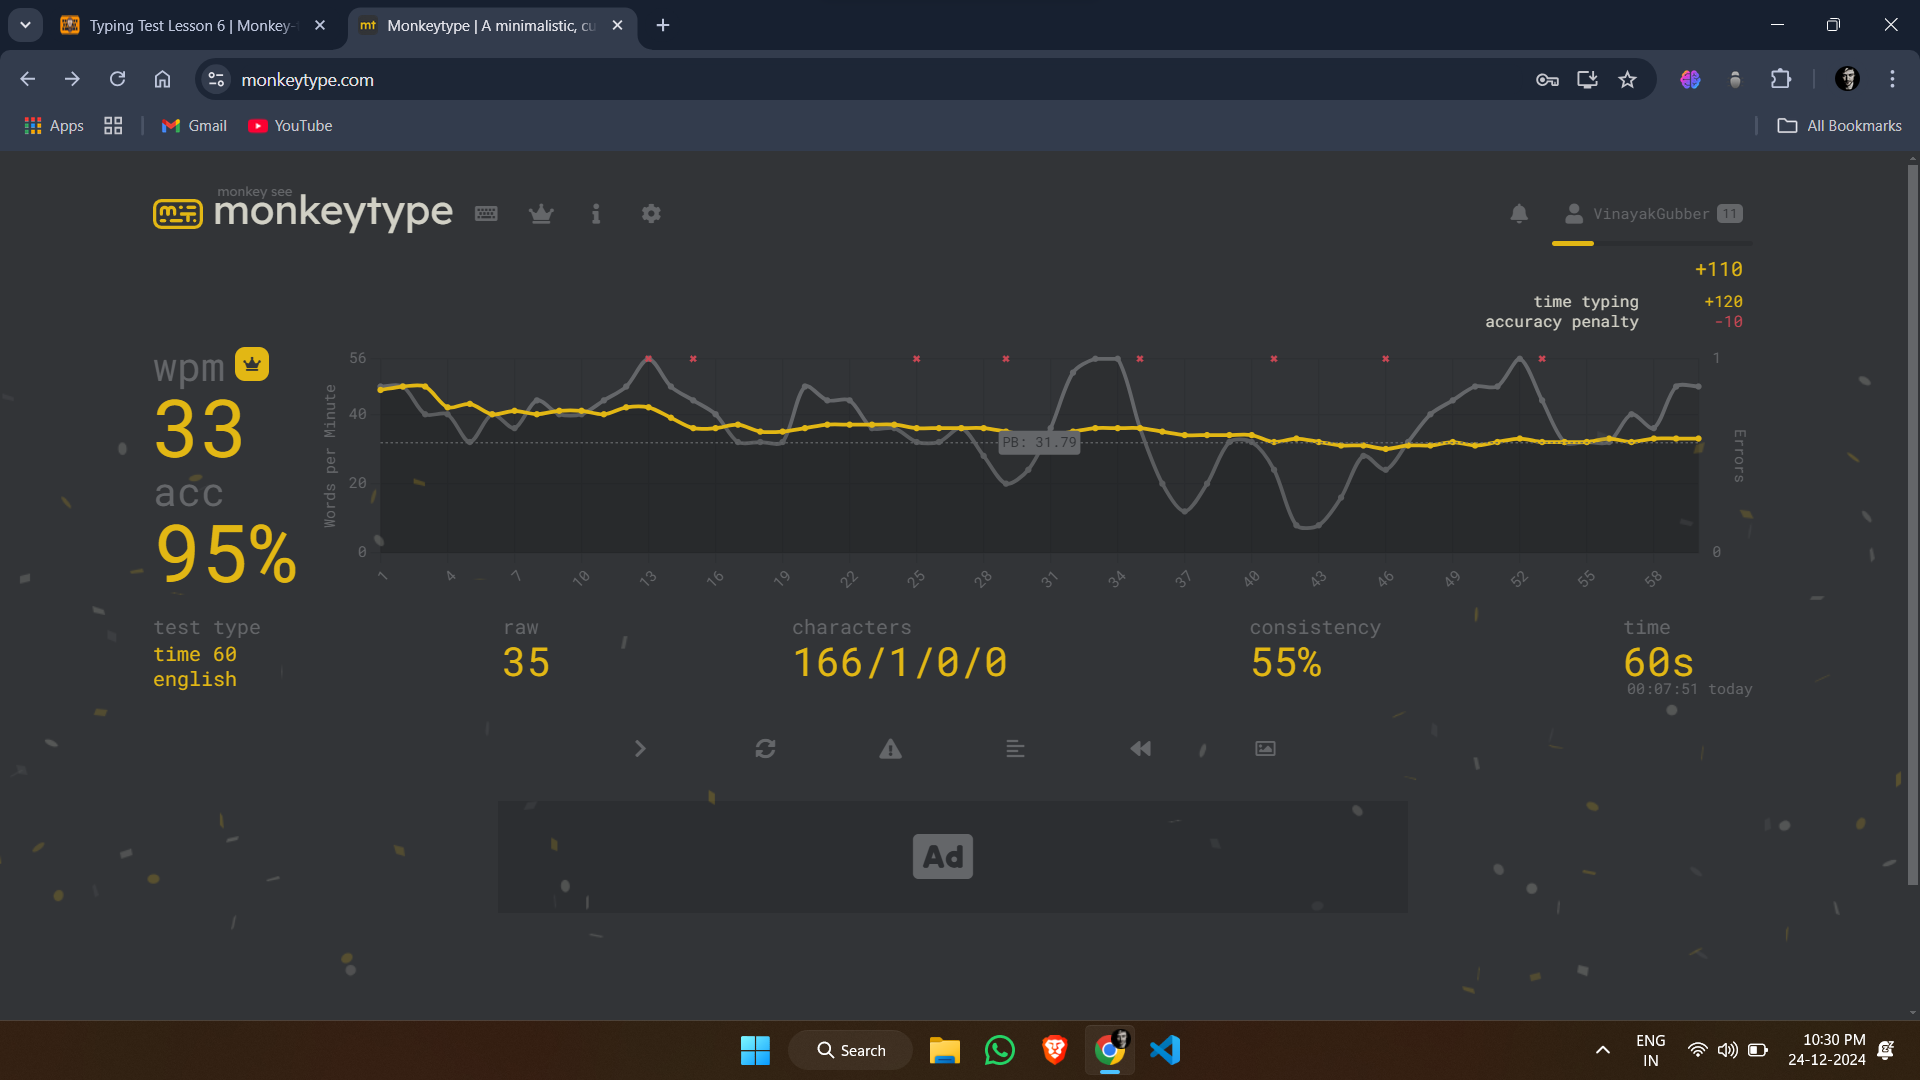 Typing Test Lesson 6 | Monkey-
mt Monkeytype | A minimalistic, cu
monkeytype.com
Apps
Gmail
YouTube
All Bookmarks
monkey see
monkeytype
VinayakGubber 11
+110
time typing +120
accuracy penalty -10
wpm
33
acc
95%
Words per Minute
56
40
20
0
PB: 31.79
1
0
Errors
1 4 7 10 13 16 19 22 25 28 31 34 37 40 43 46 49 52 55 58
test type
time 60
english
raw
35
characters
166/1/0/0
consistency
55%
time
60s
00:07:51 today
Ad
Search
ENG
IN
10:30 PM
24-12-2024